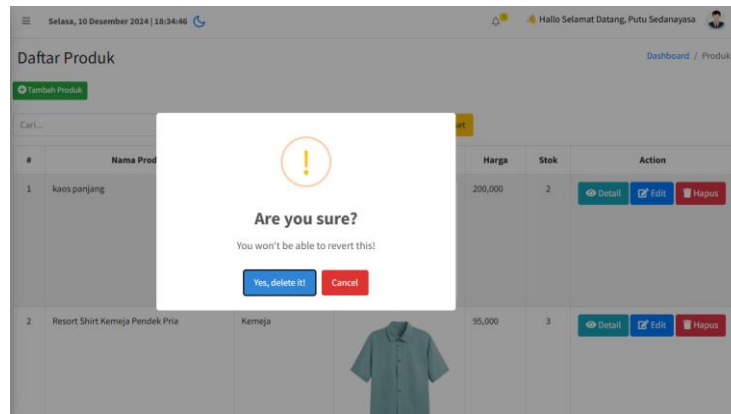 Selasa, 10 Desember 2024 | 18:34:46
Hallo Selamat Datang, Putu Sedanayasa
Daftar Produk
Dashboard / Produk
Tambah Produk
Cari...
# Nama Prod Harga Stok Action
1 kaos panjang 200,000 2 Detail Edit Hapus
Are you sure?
You won't be able to revert this!
Yes, delete it! Cancel
2 Resort Shirt Kemeja Pendek Pria Kemeja 95,000 3 Detail Edit Hapus